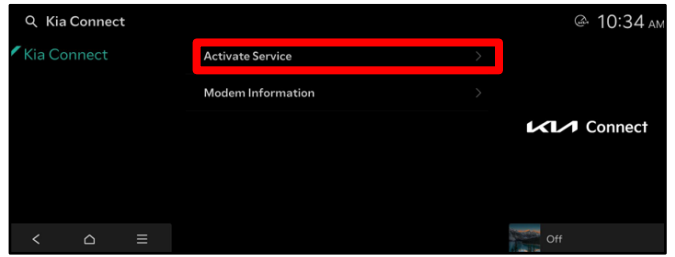 Kia Connect
10:34 AM
Kia Connect
Activate Service
Modem Information
KIA Connect
Off